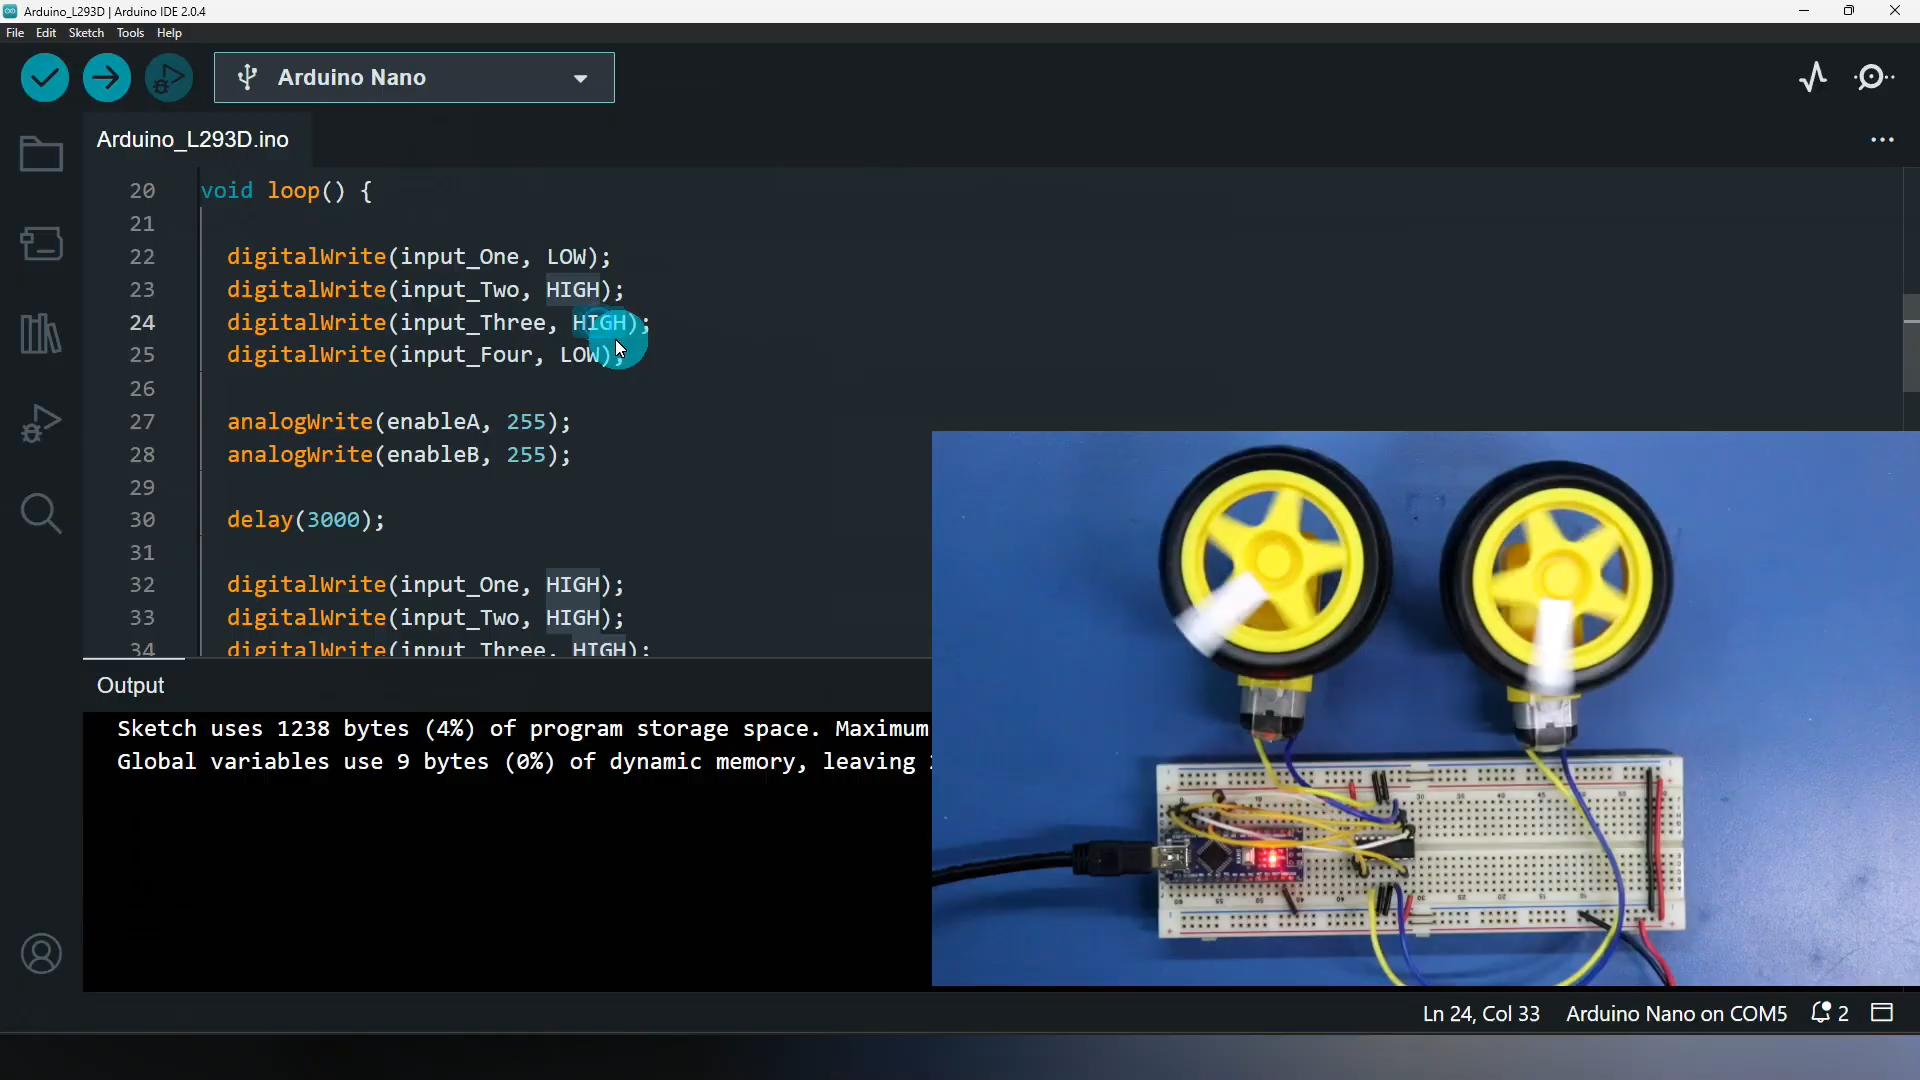 Arduino_L293D | Arduino IDE 2.0.4
File Edit Sketch Tools Help
Arduino Nano
Arduino_L293D.ino
20 void loop() {
21
22 digitalWrite(input_One, LOW);
23 digitalWrite(input_Two, HIGH);
24 digitalWrite(input_Three, HIGH);
25 digitalWrite(input_Four, LOW);
26
27 analogWrite(enableA, 255);
28 analogWrite(enableB, 255);
29
30 delay(3000);
31
32 digitalWrite(input_One, HIGH);
33 digitalWrite(input_Two, HIGH);
34 digitalWrite(input_Three, HIGH);
Output
Sketch uses 1238 bytes (4%) of program storage space. Maximum
Global variables use 9 bytes (0%) of dynamic memory, leaving
Ln 24, Col 33 Arduino Nano on COM5 2